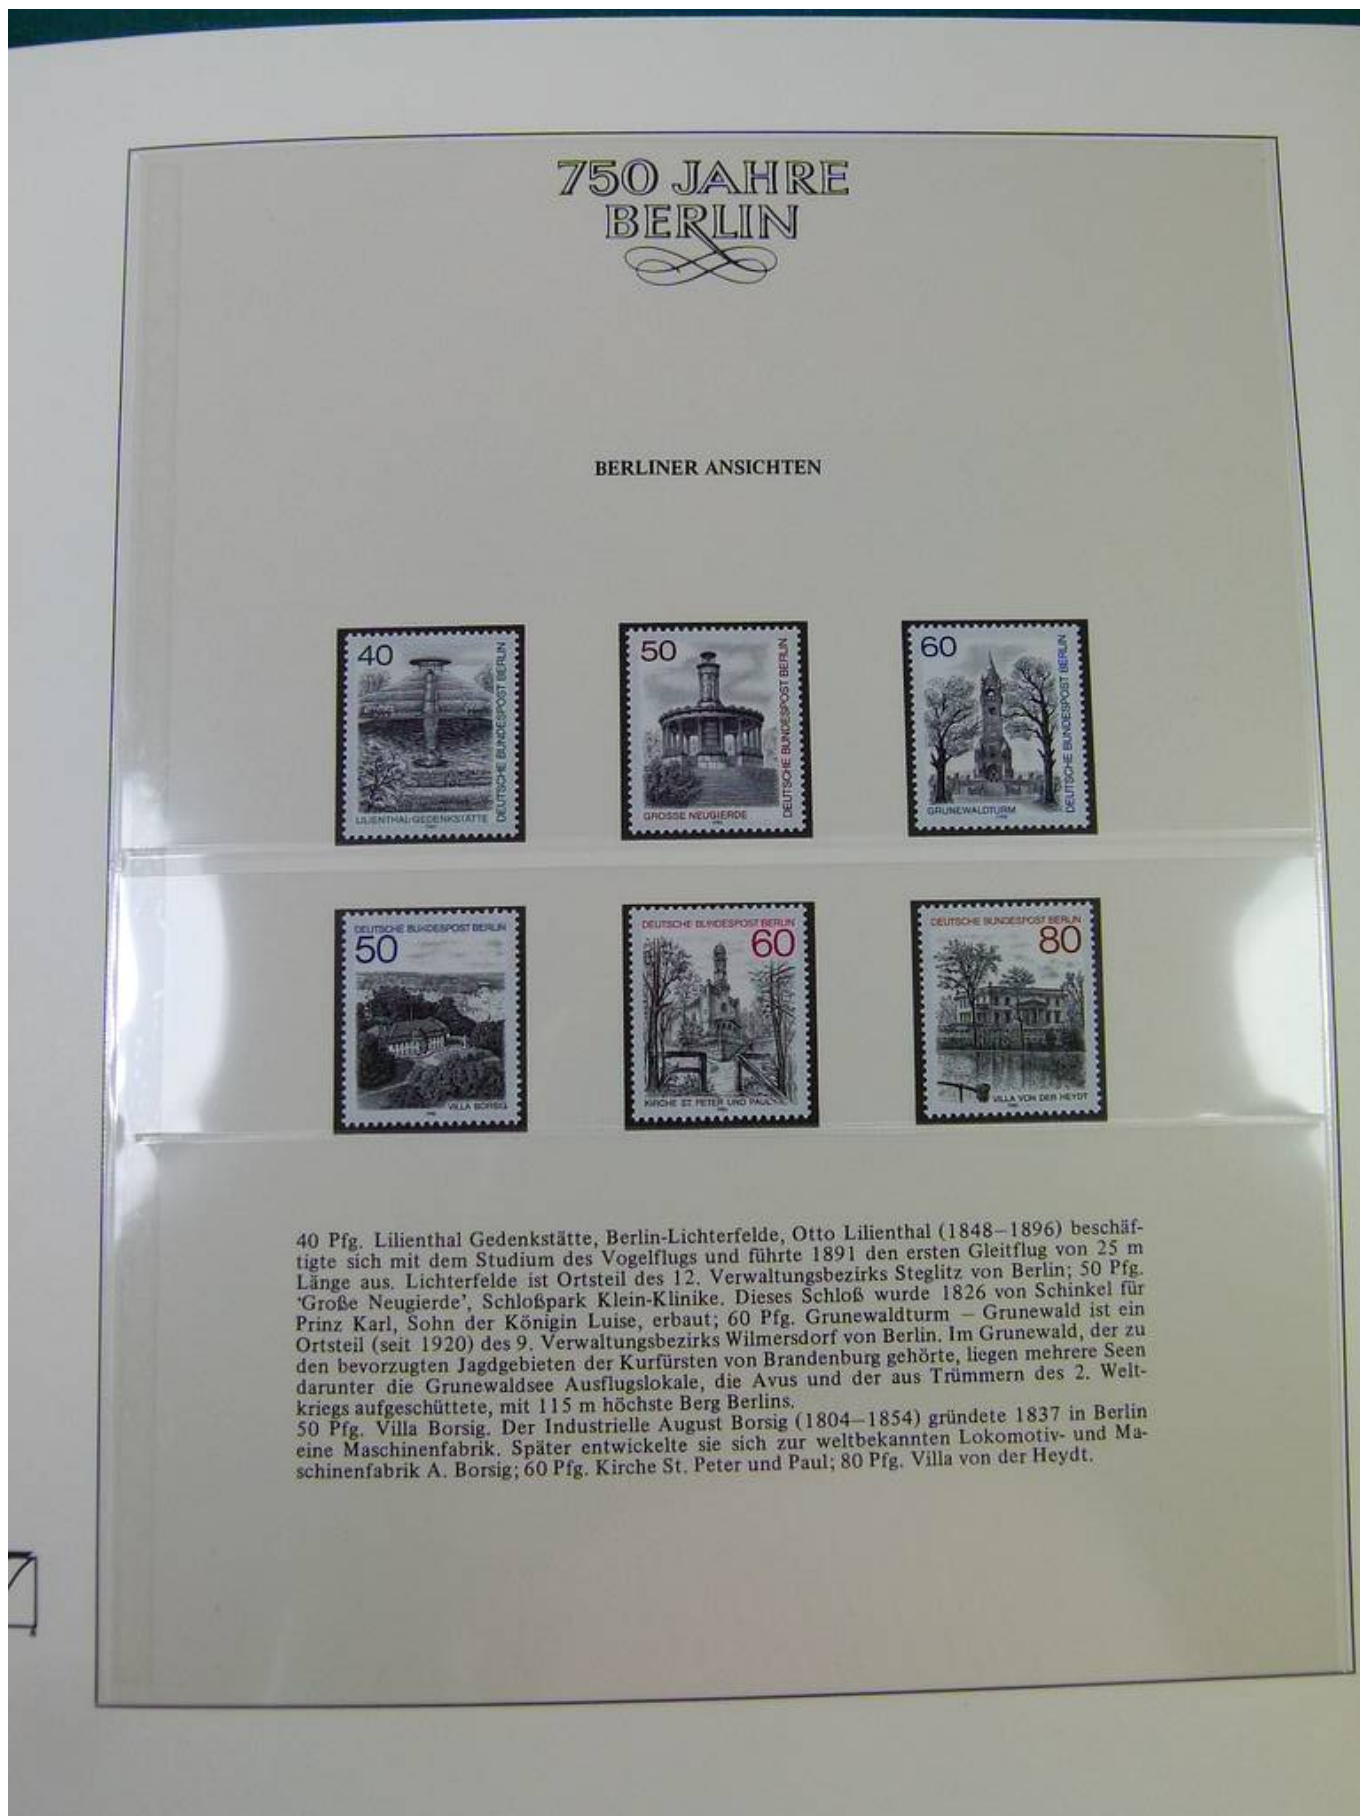 750 JAHRE
BERLIN
BERLINER ANSICHTEN
40
DEUTSCHE BUNDESPOST BERLIN
LILIENTHAL-GEDENKSTÄTTE
50
DEUTSCHE BUNDESPOST BERLIN
GROSSE NEUGIERDE
60
DEUTSCHE BUNDESPOST BERLIN
GRUNEWALDTURM
DEUTSCHE BUNDESPOST BERLIN
50
VILLA BORSIG
DEUTSCHE BUNDESPOST BERLIN
60
KIRCHE ST. PETER UND PAUL
DEUTSCHE BUNDESPOST BERLIN
80
VILLA VON DER HEYDT
40 Pfg. Lilienthal Gedenkstätte, Berlin-Lichterfelde, Otto Lilienthal (1848–1896) beschäf-
tigte sich mit dem Studium des Vogelflugs und führte 1891 den ersten Gleitflug von 25 m
Länge aus. Lichterfelde ist Ortsteil des 12. Verwaltungsbezirks Steglitz von Berlin; 50 Pfg.
'Große Neugierde', Schloßpark Klein-Klinike. Dieses Schloß wurde 1826 von Schinkel für
Prinz Karl, Sohn der Königin Luise, erbaut; 60 Pfg. Grunewaldturm – Grunewald ist ein
Ortsteil (seit 1920) des 9. Verwaltungsbezirks Wilmersdorf von Berlin. Im Grunewald, der zu
den bevorzugten Jagdgebieten der Kurfürsten von Brandenburg gehörte, liegen mehrere Seen
darunter die Grunewaldsee Ausflugslokale, die Avus und der aus Trümmern des 2. Welt-
kriegs aufgeschüttete, mit 115 m höchste Berg Berlins.
50 Pfg. Villa Borsig. Der Industrielle August Borsig (1804–1854) gründete 1837 in Berlin
eine Maschinenfabrik. Später entwickelte sie sich zur weltbekannten Lokomotiv- und Ma-
schinenfabrik A. Borsig; 60 Pfg. Kirche St. Peter und Paul; 80 Pfg. Villa von der Heydt.